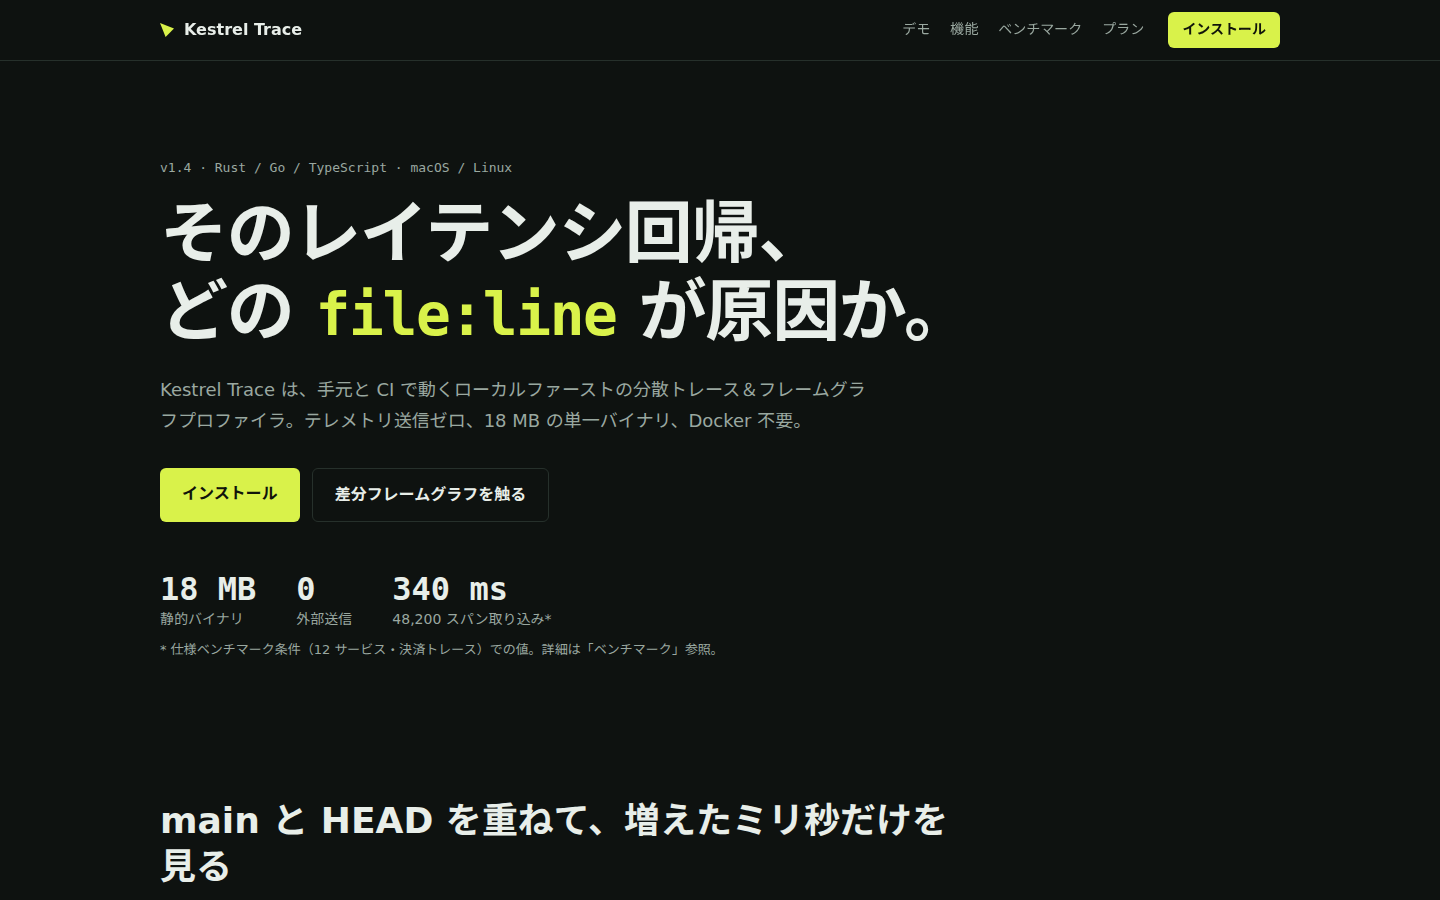 Kestrel Trace
デモ 機能 ベンチマーク プラン インストール
v1.4 · Rust / Go / TypeScript · macOS / Linux
そのレイテンシ回帰、
どの file:line が原因か。
Kestrel Trace は、手元と CI で動くローカルファーストの分散トレース＆フレームグラ
フプロファイラ。テレメトリ送信ゼロ、18 MB の単一バイナリ、Docker 不要。
インストール 差分フレームグラフを触る
18 MB 0 340 ms
静的バイナリ 外部送信 48,200 スパン取り込み*
* 仕様ベンチマーク条件（12 サービス・決済トレース）での値。詳細は「ベンチマーク」参照。
main と HEAD を重ねて、増えたミリ秒だけを
見る